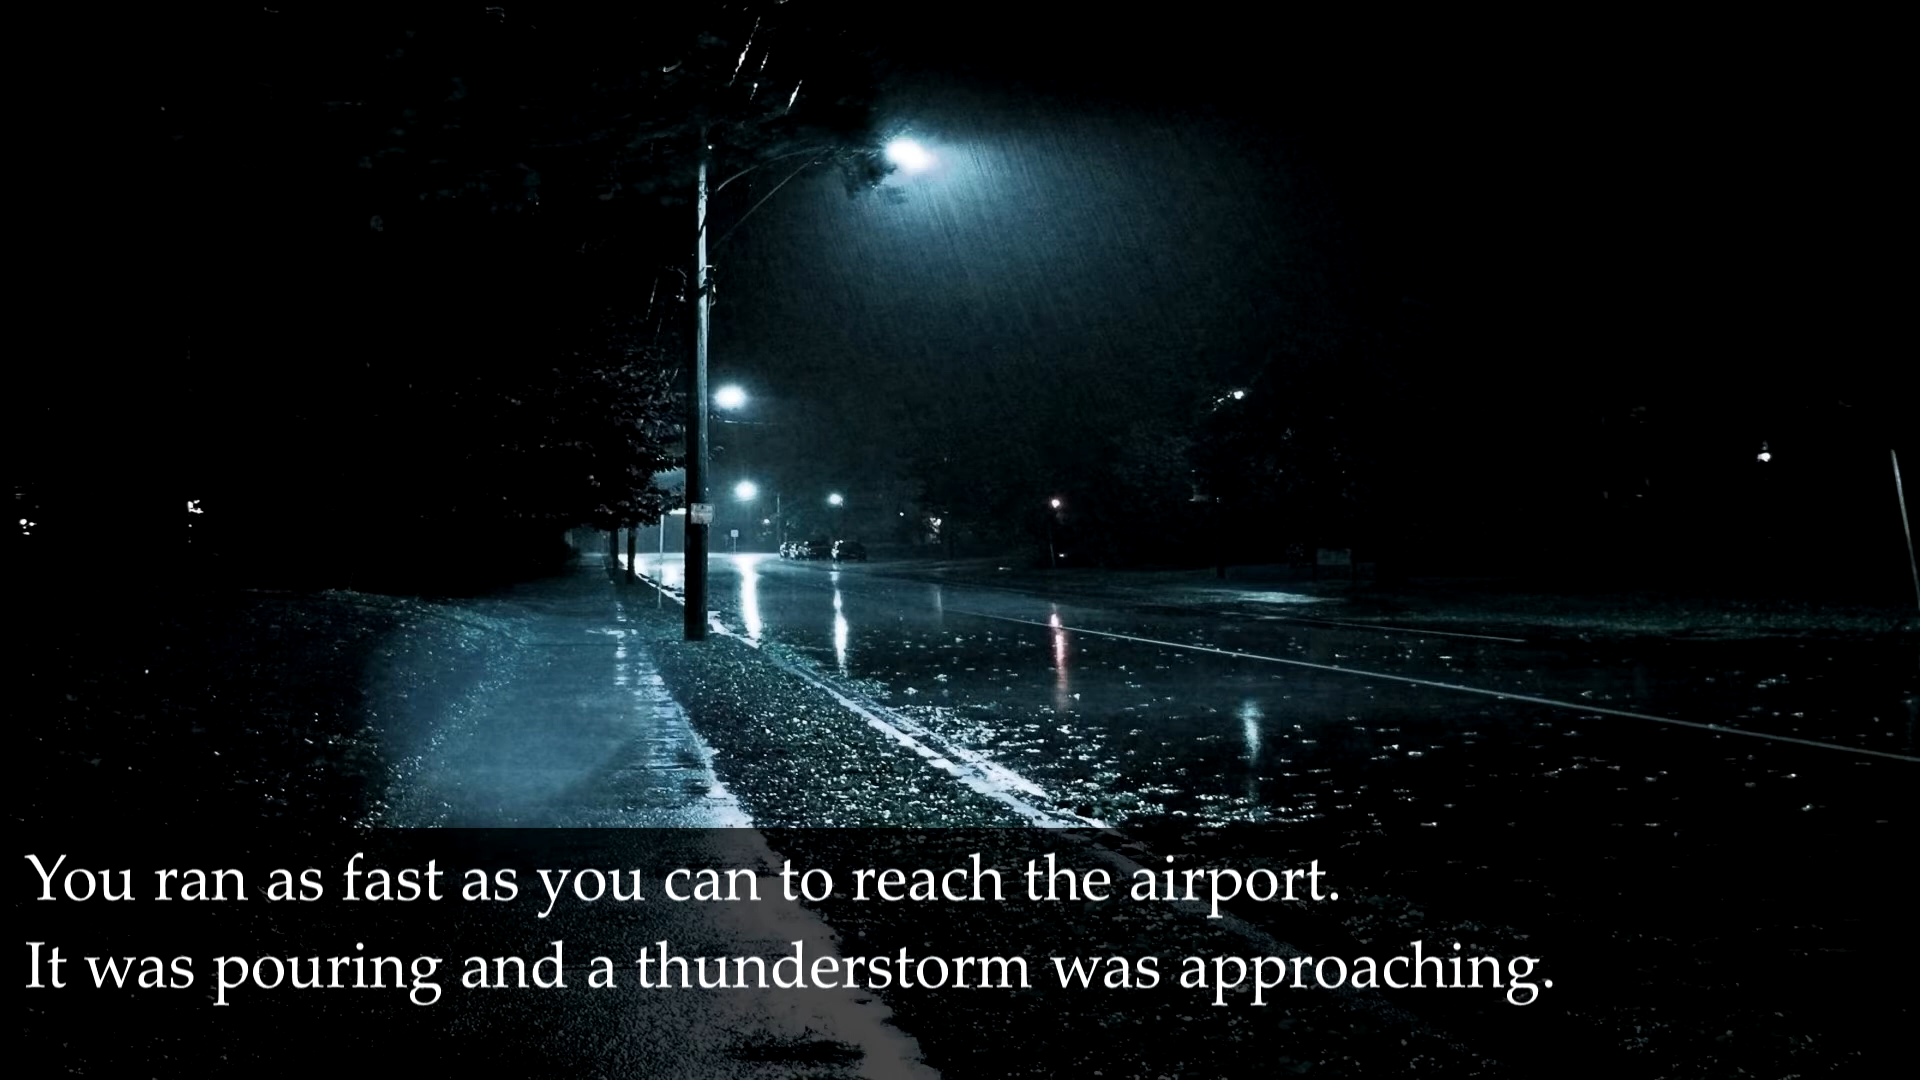 You ran as fast as you can to reach the airport.
It was pouring and a thunderstorm was approaching.